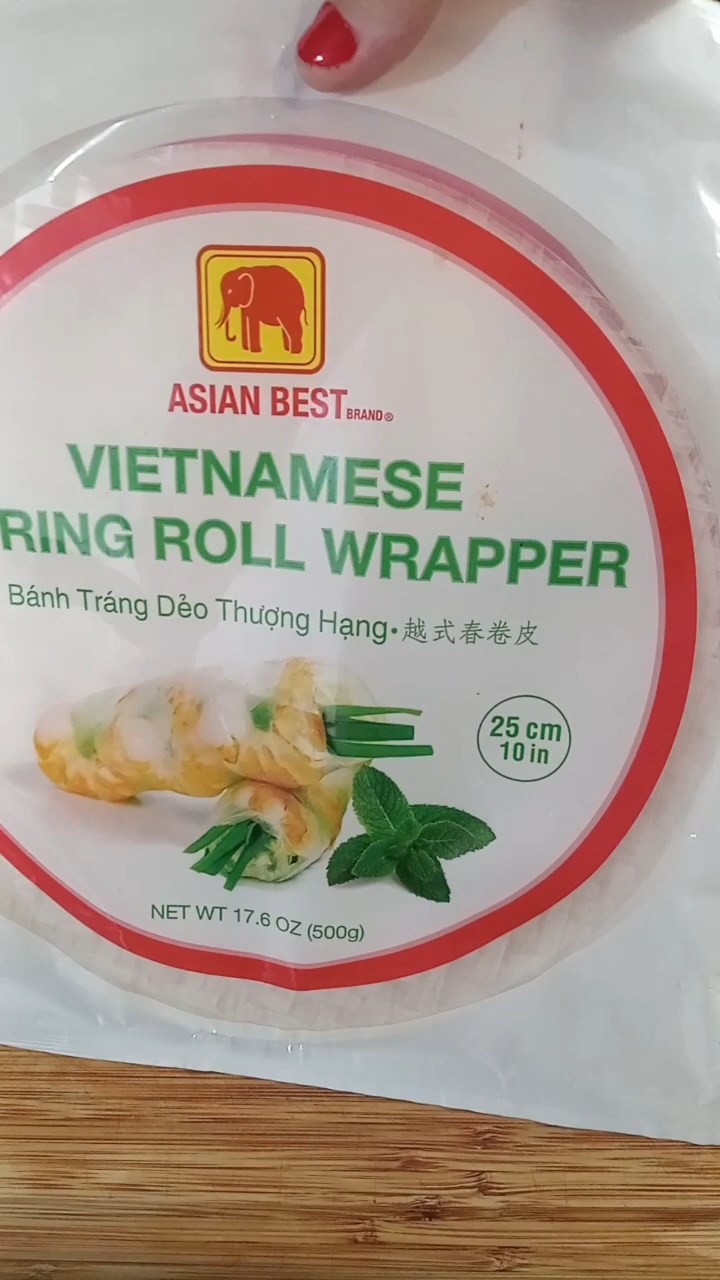 ASIAN BEST BRAND®
VIETNAMESE
RING ROLL WRAPPER
Bánh Tráng Dẻo Thượng Hạng • 越式春卷皮
25 cm
10 in
NET WT 17.6 OZ (500g)